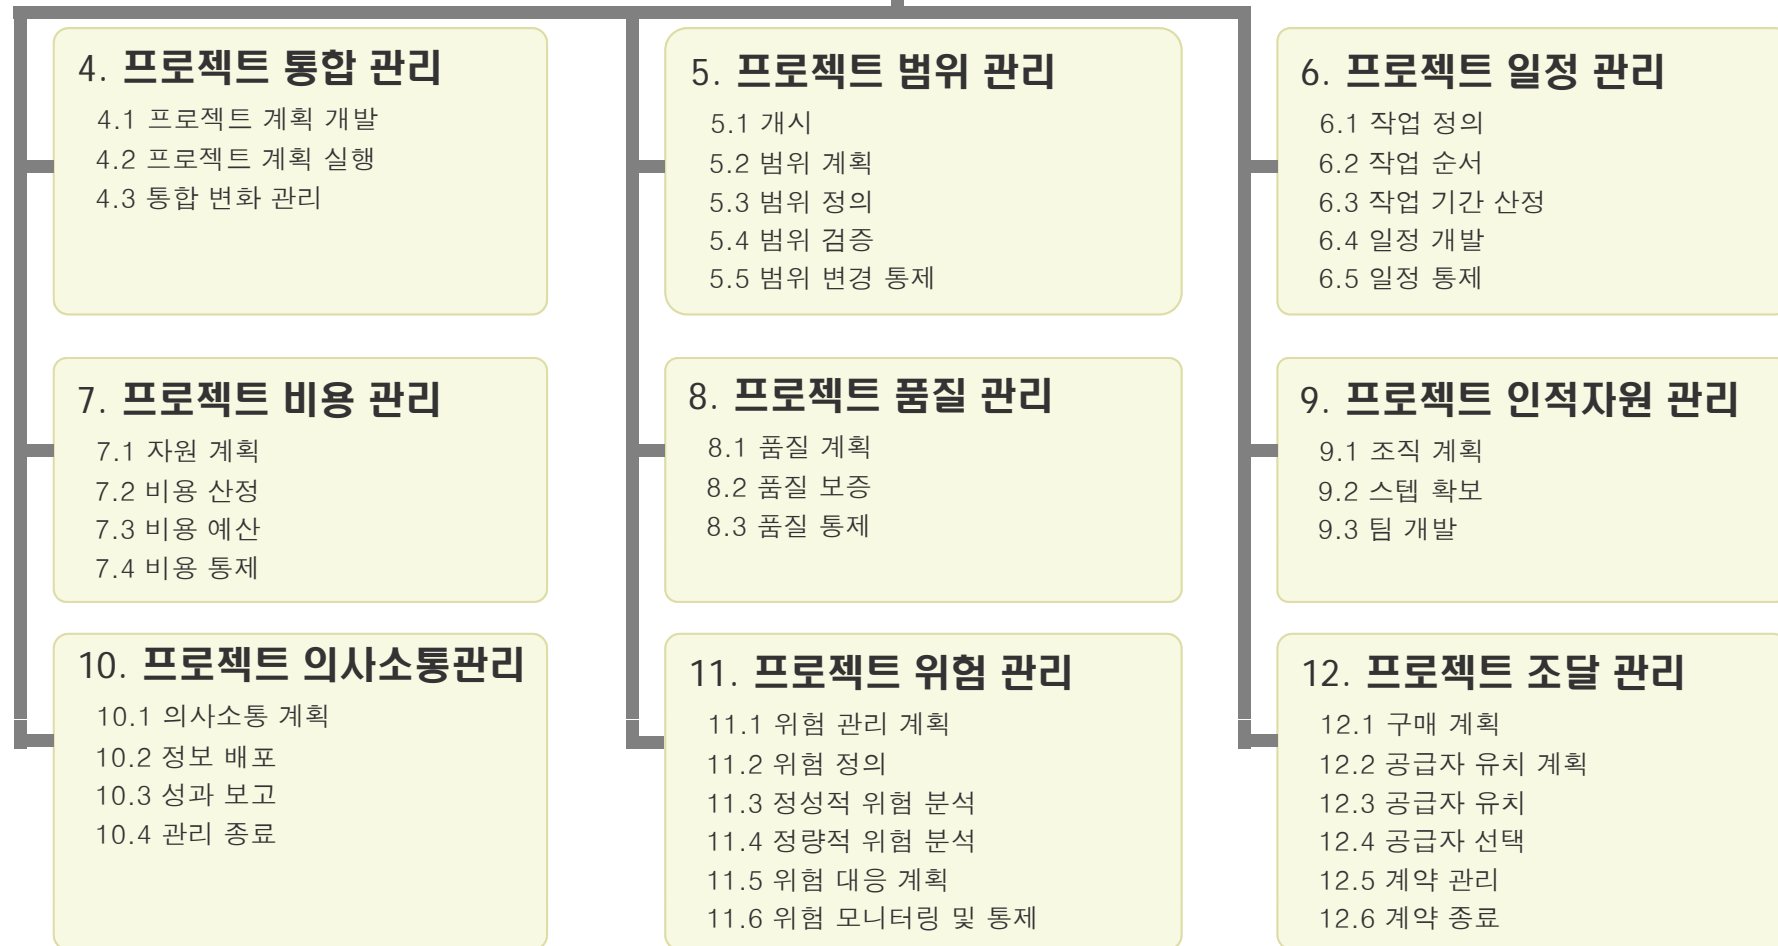 4. 프로젝트 통합 관리
4.1 프로젝트 계획 개발
4.2 프로젝트 계획 실행
4.3 통합 변화 관리
5. 프로젝트 범위 관리
5.1 개시
5.2 범위 계획
5.3 범위 정의
5.4 범위 검증
5.5 범위 변경 통제
6. 프로젝트 일정 관리
6.1 작업 정의
6.2 작업 순서
6.3 작업 기간 산정
6.4 일정 개발
6.5 일정 통제
7. 프로젝트 비용 관리
7.1 자원 계획
7.2 비용 산정
7.3 비용 예산
7.4 비용 통제
8. 프로젝트 품질 관리
8.1 품질 계획
8.2 품질 보증
8.3 품질 통제
9. 프로젝트 인적자원 관리
9.1 조직 계획
9.2 스텝 확보
9.3 팀 개발
10. 프로젝트 의사소통관리
10.1 의사소통 계획
10.2 정보 배포
10.3 성과 보고
10.4 관리 종료
11. 프로젝트 위험 관리
11.1 위험 관리 계획
11.2 위험 정의
11.3 정성적 위험 분석
11.4 정량적 위험 분석
11.5 위험 대응 계획
11.6 위험 모니터링 및 통제
12. 프로젝트 조달 관리
12.1 구매 계획
12.2 공급자 유치 계획
12.3 공급자 유치
12.4 공급자 선택
12.5 계약 관리
12.6 계약 종료